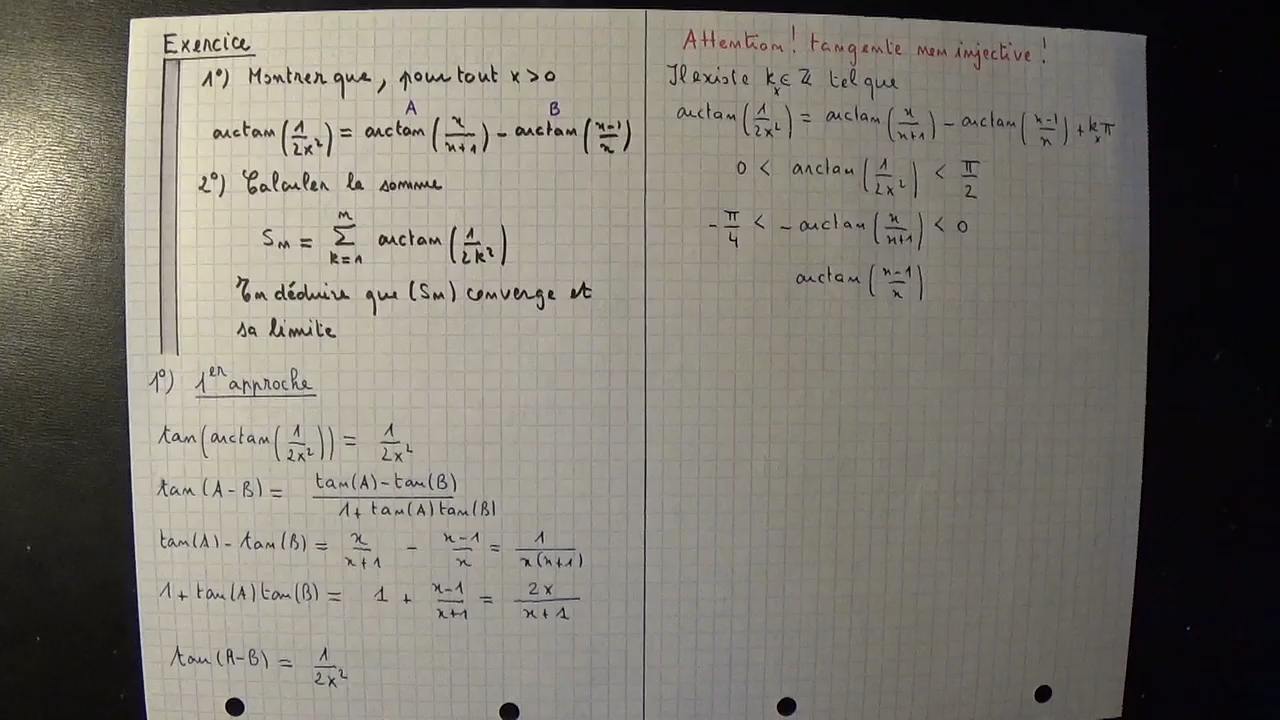 Exercice
1°) Montrer que, pour tout x > 0
A B
arctan(1/2x²) = arctan(x/x+1) - arctan(x-1/x)
2°) Calculer la somme
Sn = Σ_{k=1}^{n} arctan(1/2k²)
En déduire que (Sn) converge et
sa limite
1°) 1er approche
tan(arctan(1/2x²)) = 1/2x²
tan(A-B) = tan(A)-tan(B) / 1+tan(A)tan(B)
tan(A)-tan(B) = x/x+1 - x-1/x = 1/x(x+1)
1+tan(A)tan(B) = 1 + x-1/x+1 = 2x/x+1
tan(A-B) = 1/2x²
Attention! tangente non injective!
Il existe kx ∈ Z tel que
arctan(1/2x²) = arctan(x/x+1) - arctan(x-1/x) + kxπ
0 < arctan(1/2x²) < π/2
-π/4 < -arctan(x/x+1) < 0
arctan(x-1/x)